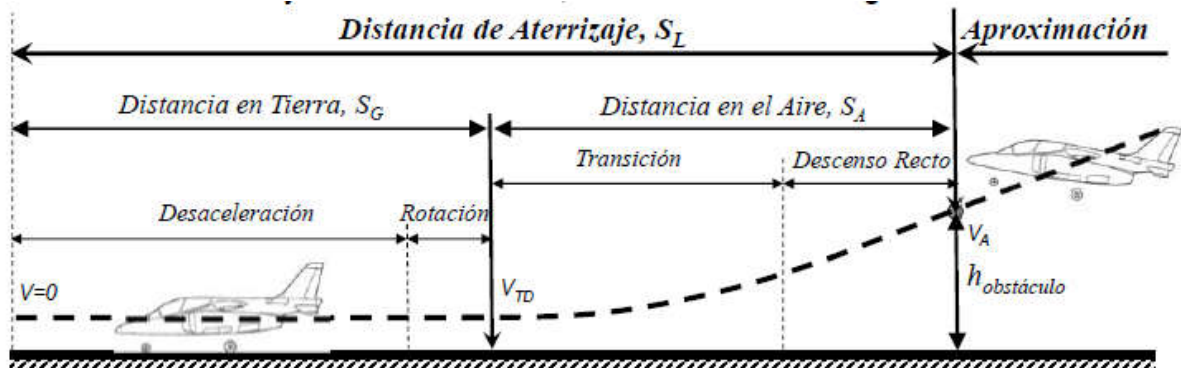 Distancia de Aterrizaje, S_L
Aproximación
Distancia en Tierra, S_G
Distancia en el Aire, S_A
Transición
Descenso Recto
Desaceleración
Rotación
V=0
V_TD
V_A
h_obstáculo